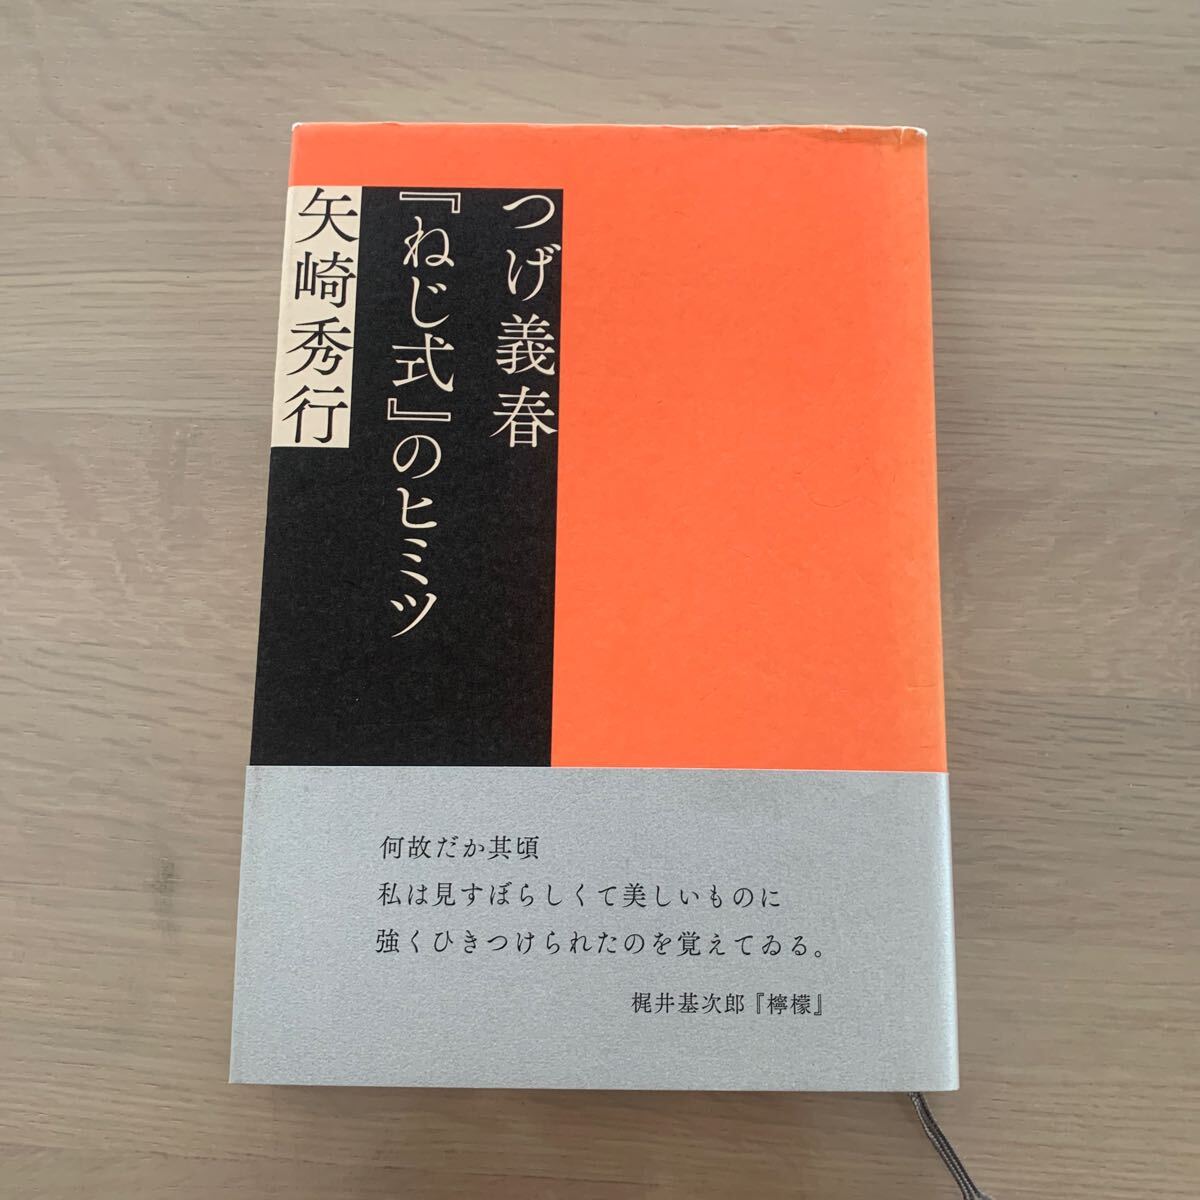 つげ義春
『ねじ式』のヒミツ
矢崎秀行
何故だか其頃
私は見すぼらしくて美しいものに
強くひきつけられたのを覚えてゐる。
梶井基次郎『檸檬』